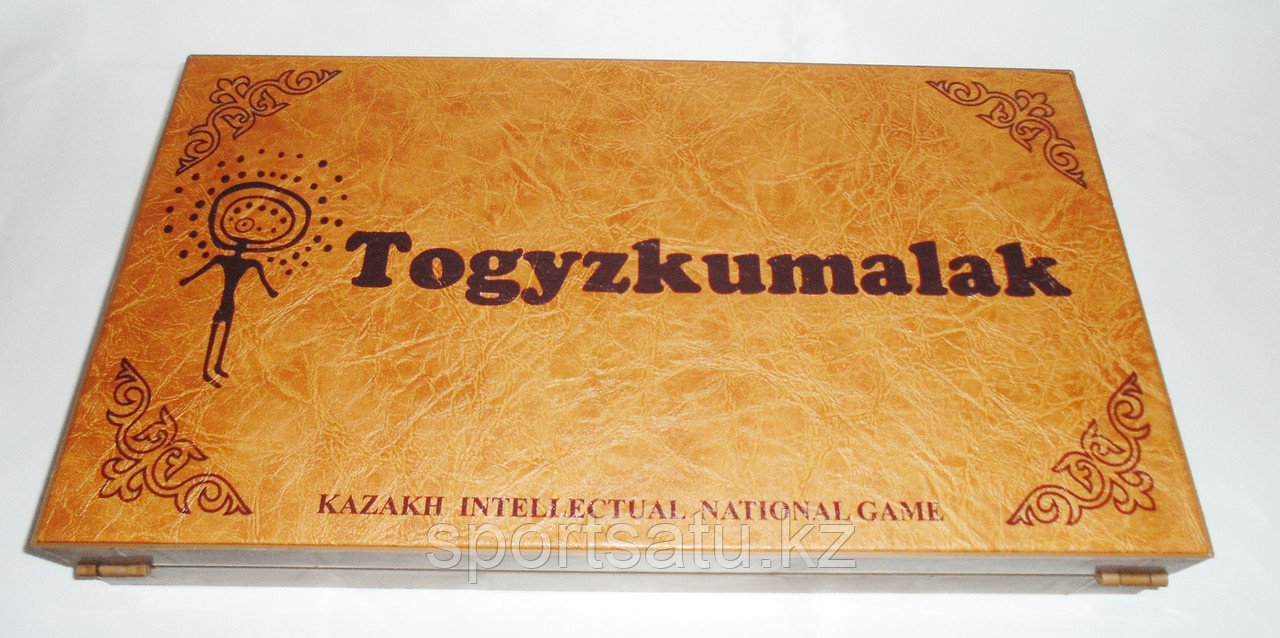 Togyzkumalak
KAZAKH INTELLECTUAL NATIONAL GAME
sportsatu.kz